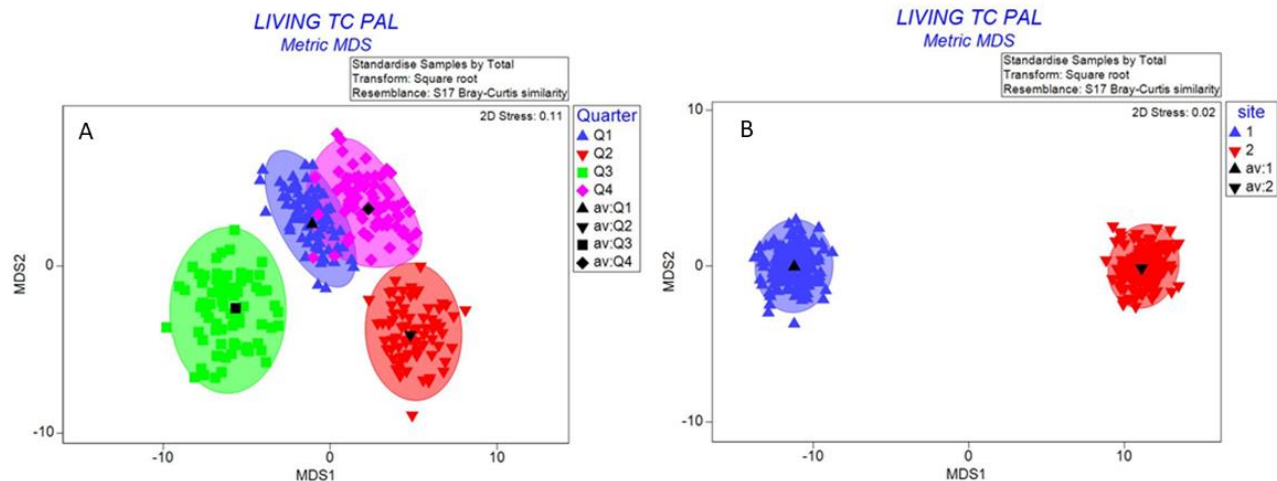 LIVING TC PAL
Metric MDS
Standardise Samples by Total
Transform: Square root
Resemblance: S17 Bray-Curtis similarity
A
2D Stress: 0.11
Quarter
Q1
Q2
Q3
Q4
av:Q1
av:Q2
av:Q3
av:Q4
MDS2
0
-10
-10
0
10
MDS1
LIVING TC PAL
Metric MDS
Standardise Samples by Total
Transform: Square root
Resemblance: S17 Bray-Curtis similarity
B
2D Stress: 0.02
site
1
2
av:1
av:2
MDS2
10
0
-10
-10
0
10
MDS1